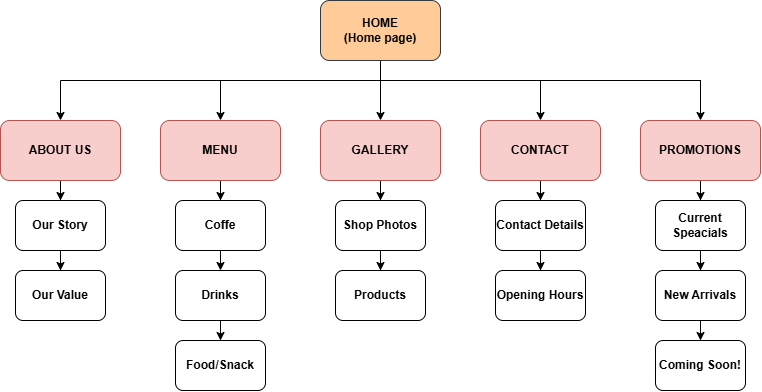 HOME
(Home page)
ABOUT US
MENU
GALLERY
CONTACT
PROMOTIONS
Our Story
Coffe
Shop Photos
Contact Details
Current
Speacials
Our Value
Drinks
Products
Opening Hours
New Arrivals
Food/Snack
Coming Soon!